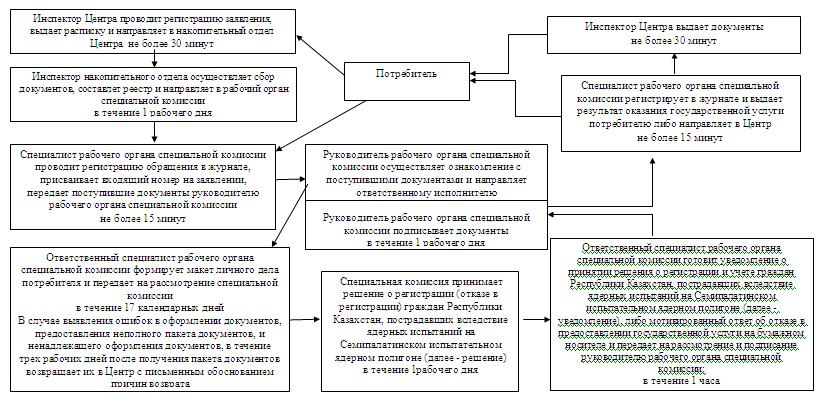 Инспектор Центра проводит регистрацию заявления,
выдает расписку и направляет в накопительный отдел
Центра не более 30 минут
Инспектор накопительного отдела осуществляет сбор
документов, составлет реестр и направляет в рабочий орган
специальной комиссии
в течение 1 рабочего дня
Потребитель
Инспектор Центра выдает документы
не более 30 минут
Специалист рабочего органа специальной
комиссии регистрирует в журнале и выдает
результат оказания государственной услуги
потребителю либо направляет в Центр
не более 15 минут
Специалист рабочего органа специальной комиссии
проводит регистрацию обращения в журнале,
присваивает входящий номер на заявлении,
передает поступившие документы руководителю
рабочего органа специальной комиссии
не более 15 минут
Руководитель рабочего органа специальной
комиссии осуществляет ознакомление с
поступившими документами и направляет
ответственному исполнителю
Руководитель рабочего органа специальной
комиссии подписывает документы
в течение 1 рабочего дня
Ответственный специалист рабочего органа
специальной комиссии формирует макет личного дела
потребителя и передает на рассмотрение специальной
комиссии
в течение 17 календарных дней
В случае выявления ошибок в оформлении документов,
предоставления неполного пакета документов, и
ненадлежащего оформления документов, в течение
трех рабочих дней после получения пакета документов
возвращает их в Центр с письменным обоснованием
причин возврата
Специальная комиссия принимает
решение о регистрации (отказе в
регистрации) граждан Республики
Казахстан, пострадавших вследствие
ядерных испытаний на
Семипалатинском испытательном
ядерном полигоне (далее - решение)
в течение 1рабочего дня
Ответственный специалист рабочего органа
специальной комиссии готовит уведомление о
принятии решения о регистрации и учете граждан
Республики Казахстан, пострадавших вследствие
ядерных испытаний на Семипалатинском
испытательном ядерном полигоне (далее -
уведомление), либо мотивированный ответ об отказе в
предоставлении государственной услуги на бумажном
носителе и передает на рассмотрение и подписание
руководителю рабочего органа специальной
комиссии;
в течение 1 часа